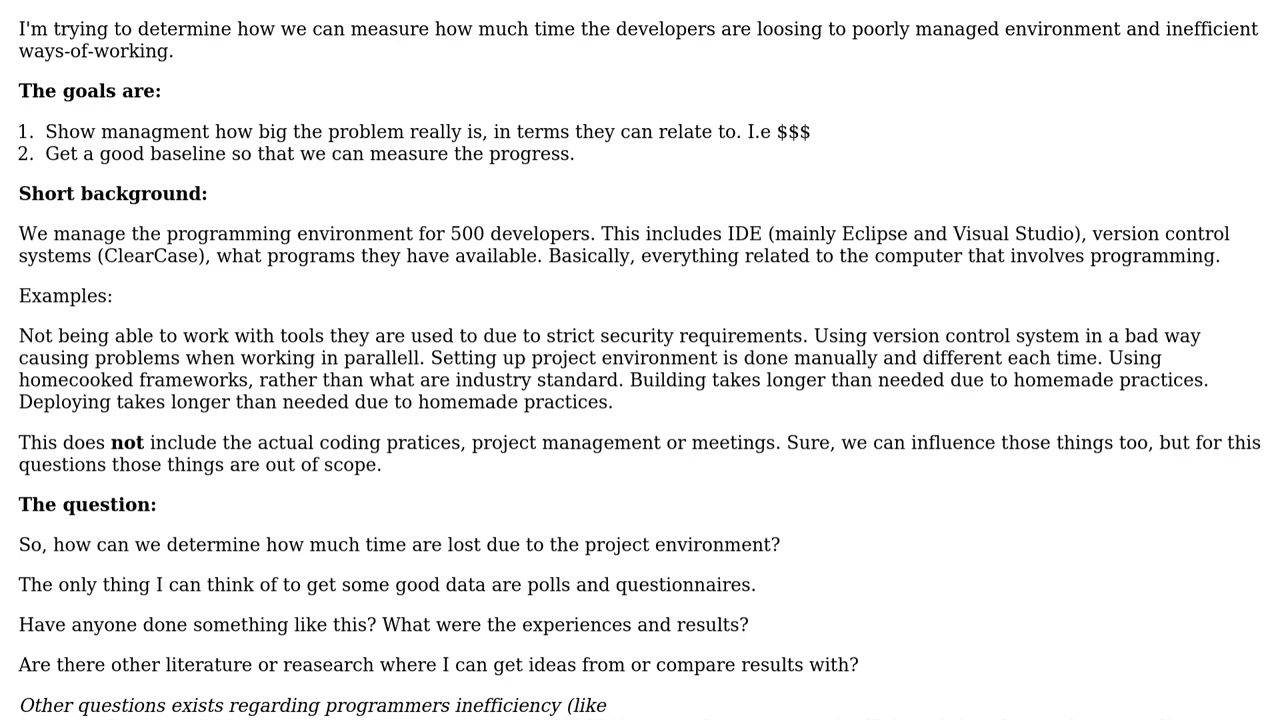 I'm trying to determine how we can measure how much time the developers are loosing to poorly managed environment and inefficient
ways-of-working.
The goals are:
1. Show managment how big the problem really is, in terms they can relate to. I.e $$$
2. Get a good baseline so that we can measure the progress.
Short background:
We manage the programming environment for 500 developers. This includes IDE (mainly Eclipse and Visual Studio), version control
systems (ClearCase), what programs they have available. Basically, everything related to the computer that involves programming.
Examples:
Not being able to work with tools they are used to due to strict security requirements. Using version control system in a bad way
causing problems when working in parallell. Setting up project environment is done manually and different each time. Using
homecooked frameworks, rather than what are industry standard. Building takes longer than needed due to homemade practices.
Deploying takes longer than needed due to homemade practices.
This does not include the actual coding pratices, project management or meetings. Sure, we can influence those things too, but for this
questions those things are out of scope.
The question:
So, how can we determine how much time are lost due to the project environment?
The only thing I can think of to get some good data are polls and questionnaires.
Have anyone done something like this? What were the experiences and results?
Are there other literature or reasearch where I can get ideas from or compare results with?
Other questions exists regarding programmers inefficiency (like